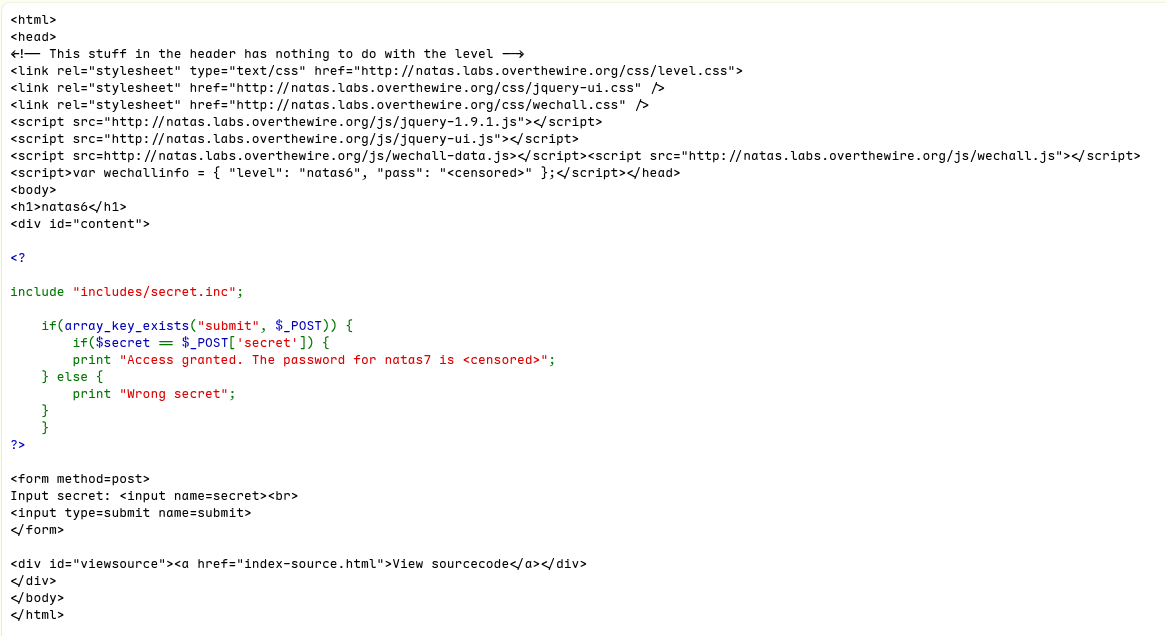 <html>
<head>
<!-- This stuff in the header has nothing to do with the level -->
<link rel="stylesheet" type="text/css" href="http://natas.labs.overthewire.org/css/level.css">
<link rel="stylesheet" href="http://natas.labs.overthewire.org/css/jquery-ui.css" />
<link rel="stylesheet" href="http://natas.labs.overthewire.org/css/wechall.css" />
<script src="http://natas.labs.overthewire.org/js/jquery-1.9.1.js"></script>
<script src="http://natas.labs.overthewire.org/js/jquery-ui.js"></script>
<script src=http://natas.labs.overthewire.org/js/wechall-data.js></script><script src="http://natas.labs.overthewire.org/js/wechall.js"></script>
<script>var wechallinfo = { "level": "natas6", "pass": "<censored>" };</script></head>
<body>
<h1>natas6</h1>
<div id="content">

<?

include "includes/secret.inc";

    if(array_key_exists("submit", $_POST)) {
        if($secret == $_POST['secret']) {
        print "Access granted. The password for natas7 is <censored>";
    } else {
        print "Wrong secret";
    }
    }
?>

<form method=post>
Input secret: <input name=secret><br>
<input type=submit name=submit>
</form>

<div id="viewsource"><a href="index-source.html">View sourcecode</a></div>
</div>
</body>
</html>